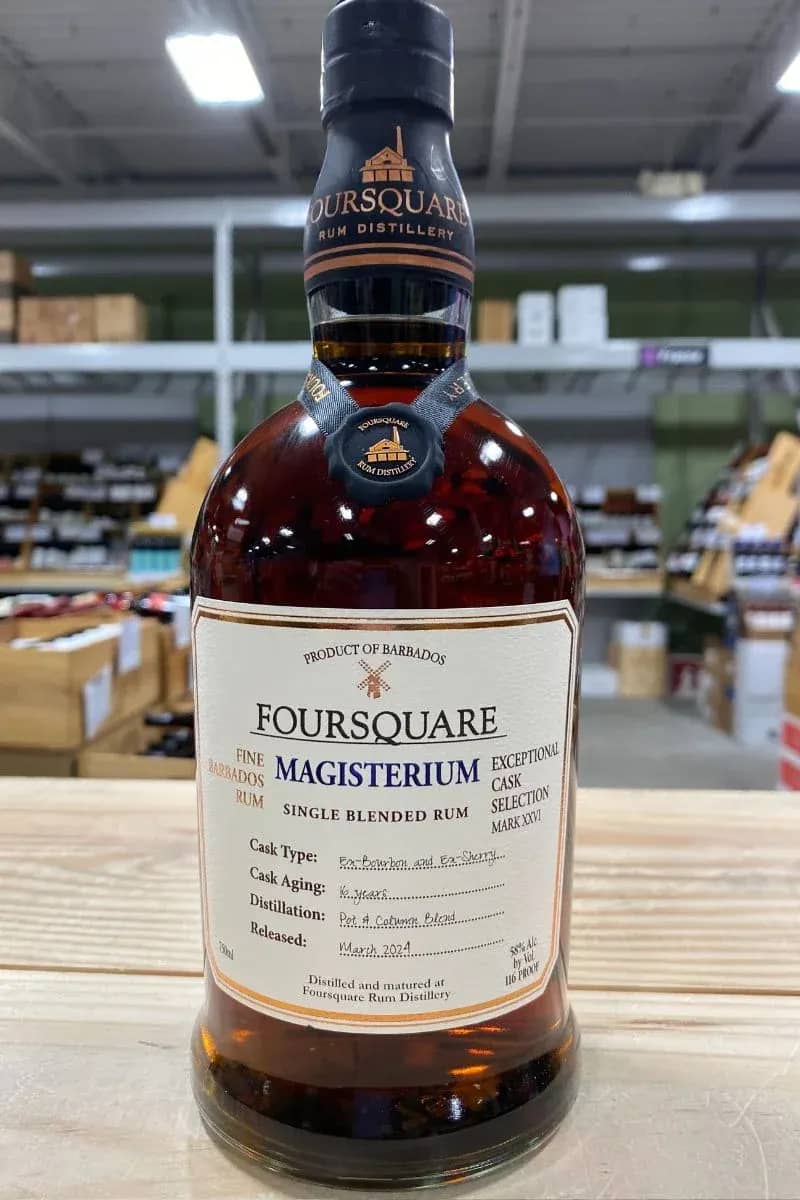 FOURSQUARE
RUM DISTILLERY
FOURSQUARE
RUM DISTILLERY
PRODUCT OF BARBADOS
FOURSQUARE
FINE
BARBADOS
RUM
MAGISTERIUM
SINGLE BLENDED RUM
EXCEPTIONAL
CASK
SELECTION
MARK XXVI
Cask Type: Ex-Bourbon and Ex-Sherry
Cask Aging: 16 years
Distillation: Pot & Column Blend
Released: March 2024
750ml
58% Alc.
by Vol.
116 PROOF
Distilled and matured at
Foursquare Rum Distillery